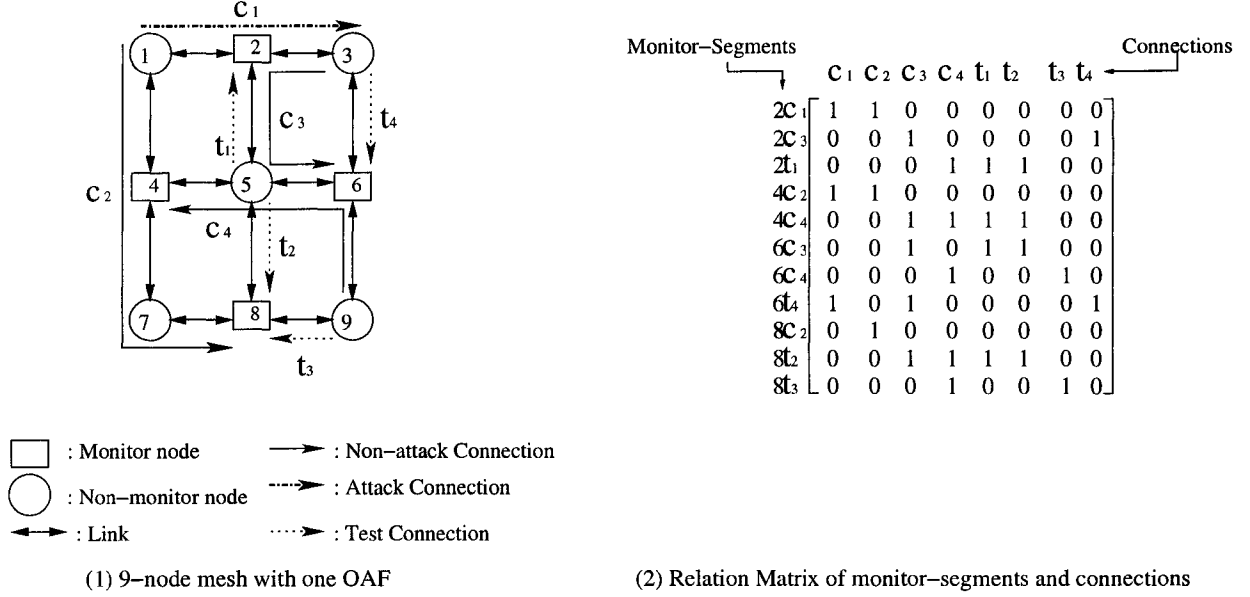 C₁
1
2
3
C₃
t₄
t₁
C₂
4
5
6
C₄
t₂
7
8
9
t₃
: Monitor node
: Non–attack Connection
: Non–monitor node
: Attack Connection
: Link
: Test Connection
(1) 9–node mesh with one OAF
Monitor–Segments
Connections
C₁ C₂ C₃ C₄ t₁ t₂ t₃ t₄
2C₁ 1 1 0 0 0 0 0 0
2C₃ 0 0 1 0 0 0 0 1
2t₁ 0 0 0 1 1 1 0 0
4C₂ 1 1 0 0 0 0 0 0
4C₄ 0 0 1 1 1 1 0 0
6C₃ 0 0 1 0 1 1 0 0
6C₄ 0 0 0 1 0 0 1 0
6t₄ 1 0 1 0 0 0 0 1
8C₂ 0 1 0 0 0 0 0 0
8t₂ 0 0 1 1 1 1 0 0
8t₃ 0 0 0 1 0 0 1 0
(2) Relation Matrix of monitor–segments and connections